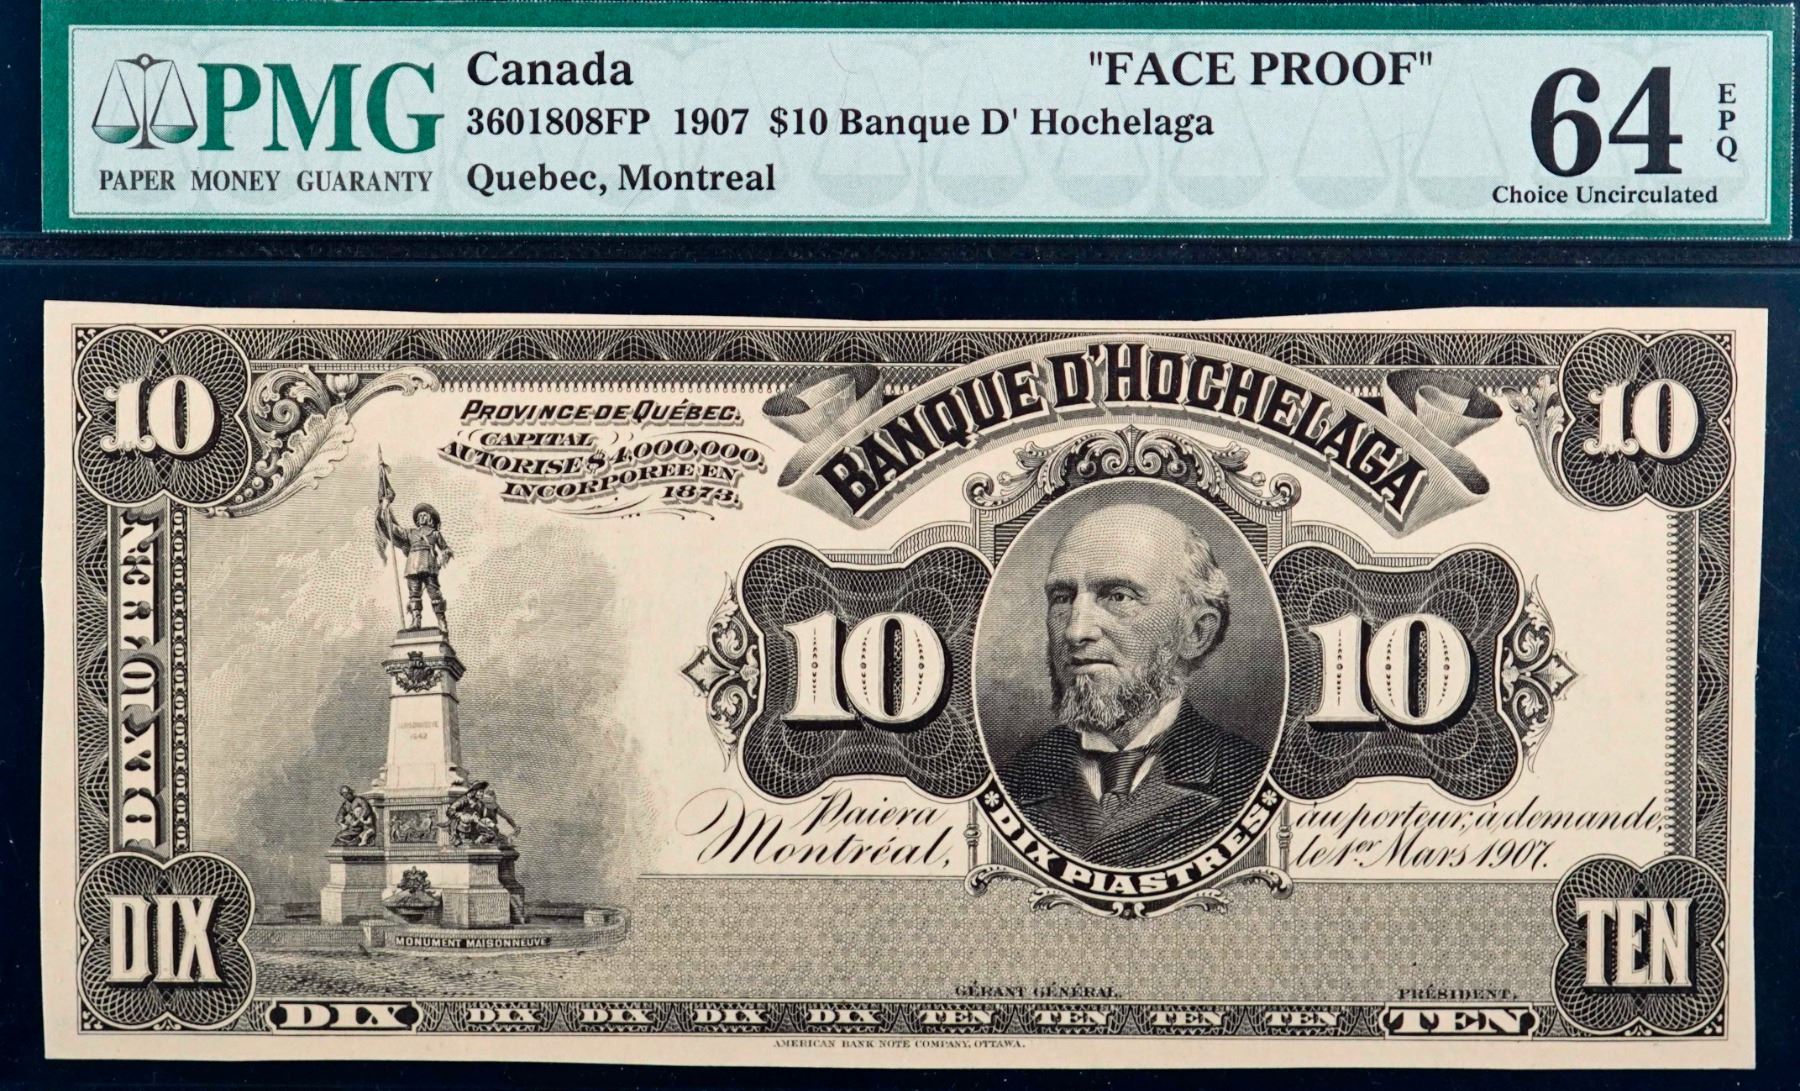 PMG
PAPER MONEY GUARANTY
Canada
"FACE PROOF"
3601808FP 1907 $10 Banque D' Hochelaga
Quebec, Montreal
64
EPQ
Choice Uncirculated
10
10
PROVINCE DE QUÉBEC.
CAPITAL
AUTORISE $4,000,000,
INCORPORÉE EN
1873.
BANQUE D'HOCHELAGA
DIX/10/TEN
MAISONNEUVE
1642
10
10
Paiera
au porteur, à demande,
Montréal,
le 1er Mars 1907.
DIX PIASTRES
DIX
TEN
MONUMENT MAISONNEUVE
GÉRANT GÉNÉRAL.
PRÉSIDENT.
DIX DIX DIX DIX DIX TEN TEN TEN TEN TEN
AMERICAN BANK NOTE COMPANY, OTTAWA.